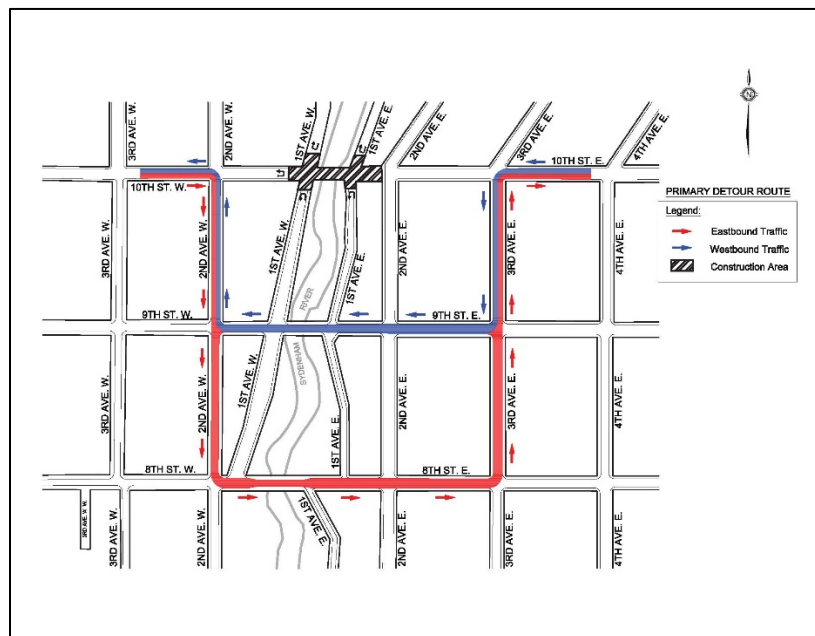 3RD AVE. W.
2ND AVE. W.
1ST AVE. W.
1ST AVE. E.
2ND AVE. E.
3RD AVE. E.
4TH AVE. E.
N
10TH ST. W.
10TH ST. E.
PRIMARY DETOUR ROUTE
Legend:
Eastbound Traffic
Westbound Traffic
Construction Area
3RD AVE. W.
2ND AVE. W.
1ST AVE. W.
1ST AVE. E.
2ND AVE. E.
3RD AVE. E.
4TH AVE. E.
RIVER
9TH ST. W.
9TH ST. E.
SYDENHAM
3RD AVE. W.
2ND AVE. W.
1ST AVE. W.
1ST AVE. E.
2ND AVE. E.
3RD AVE. E.
4TH AVE. E.
8TH ST. W.
8TH ST. E.
3RD AVE. W.
2ND AVE. W.
1ST AVE. E.
2ND AVE. E.
3RD AVE. E.
4TH AVE. E.